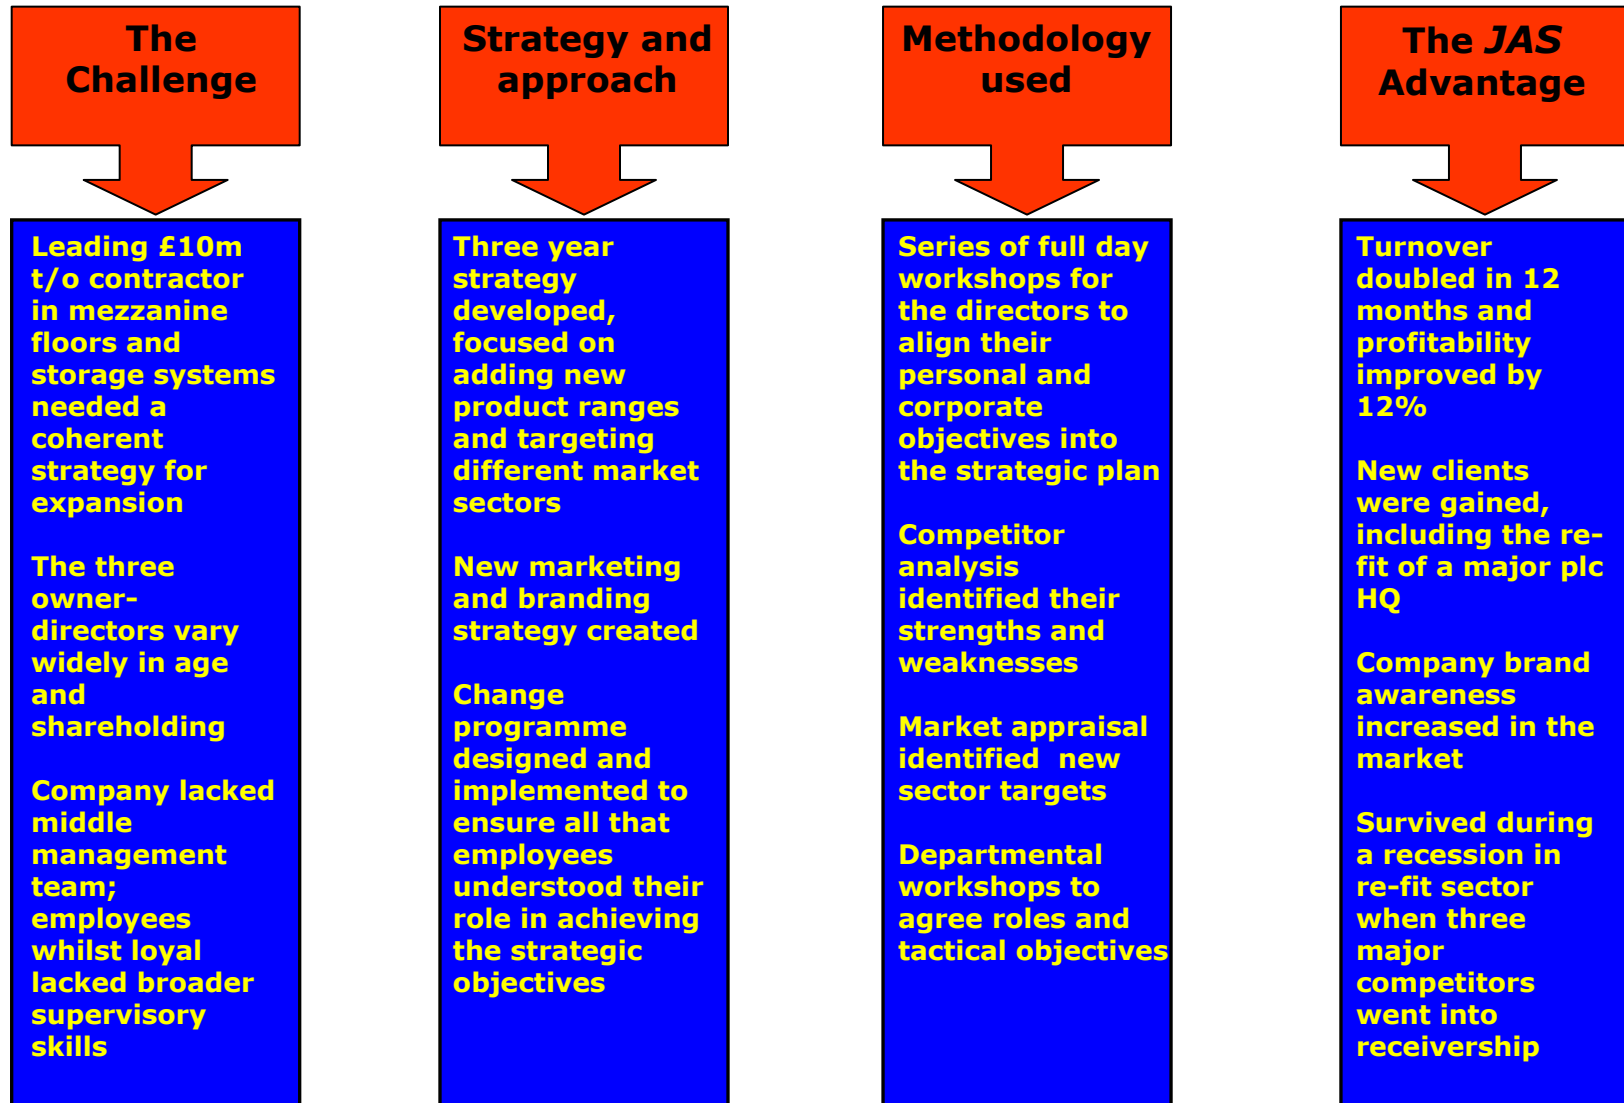 The
Challenge
Leading £10m
t/o contractor
in mezzanine
floors and
storage systems
needed a
coherent
strategy for
expansion
The three
owner-
directors vary
widely in age
and
shareholding
Company lacked
middle
management
team;
employees
whilst loyal
lacked broader
supervisory
skills
Strategy and
approach
Three year
strategy
developed,
focused on
adding new
product ranges
and targeting
different market
sectors
New marketing
and branding
strategy created
Change
programme
designed and
implemented to
ensure all that
employees
understood their
role in achieving
the strategic
objectives
Methodology
used
Series of full day
workshops for
the directors to
align their
personal and
corporate
objectives into
the strategic plan
Competitor
analysis
identified their
strengths and
weaknesses
Market appraisal
identified  new
sector targets
Departmental
workshops to
agree roles and
tactical objectives
The JAS
Advantage
Turnover
doubled in 12
months and
profitability
improved by
12%
New clients
were gained,
including the re-
fit of a major plc
HQ
Company brand
awareness
increased in the
market
Survived during
a recession in
re-fit sector
when three
major
competitors
went into
receivership